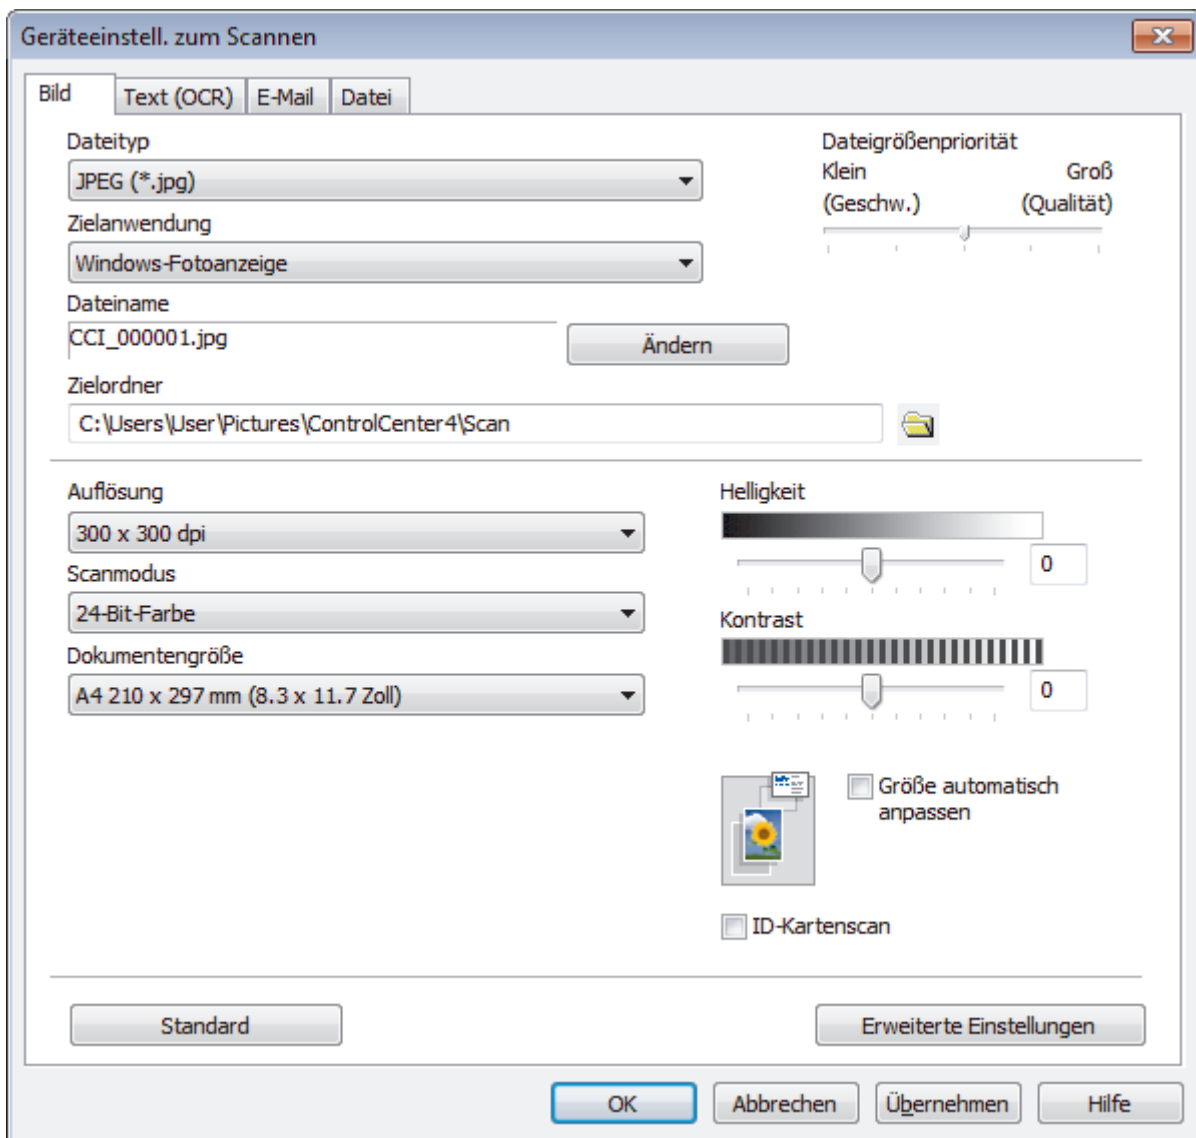 Geräteeinstell. zum Scannen
Bild
Text (OCR)
E-Mail
Datei
Dateityp
JPEG (*.jpg)
Zielanwendung
Windows-Fotoanzeige
Dateiname
CCI_000001.jpg
Ändern
Zielordner
C:\Users\User\Pictures\ControlCenter4\Scan
Dateigrößenpriorität
Klein Groß
(Geschw.) (Qualität)
Auflösung
300 x 300 dpi
Scanmodus
24-Bit-Farbe
Dokumentengröße
A4 210 x 297 mm (8.3 x 11.7 Zoll)
Helligkeit
0
Kontrast
0
Größe automatisch
anpassen
ID-Kartenscan
Standard
Erweiterte Einstellungen
OK
Abbrechen
Übernehmen
Hilfe